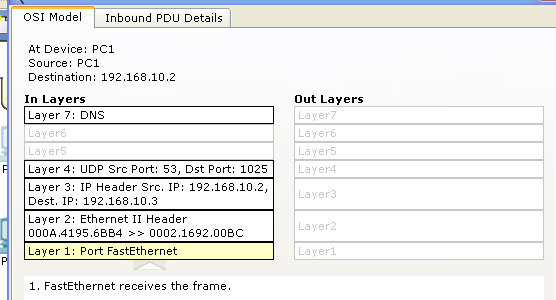 OSI Model
Inbound PDU Details
At Device: PC1
Source: PC1
Destination: 192.168.10.2
In Layers
Layer 7: DNS
Layer6
Layer5
Layer 4: UDP Src Port: 53, Dst Port: 1025
Layer 3: IP Header Src. IP: 192.168.10.2,
Dest. IP: 192.168.10.3
Layer 2: Ethernet II Header
000A.4195.6BB4 >> 0002.1692.00BC
Layer 1: Port FastEthernet
Out Layers
Layer7
Layer6
Layer5
Layer4
Layer3
Layer2
Layer1
1. FastEthernet receives the frame.